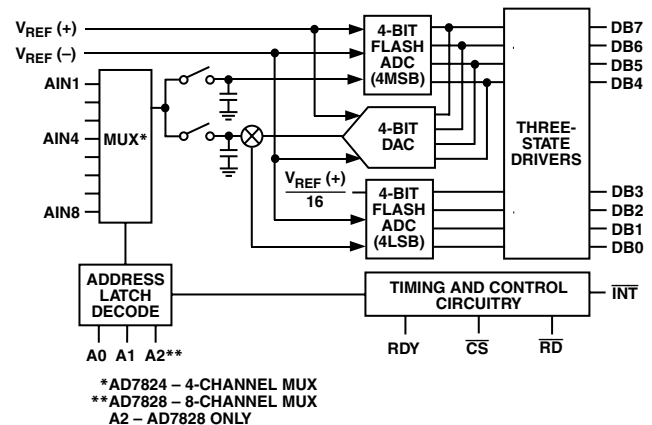 V_REF (+)
V_REF (–)
AIN1
AIN4
AIN8
MUX*
4-BIT
FLASH
ADC
(4MSB)
4-BIT
DAC
V_REF (+)
16
4-BIT
FLASH
ADC
(4LSB)
THREE-
STATE
DRIVERS
DB7
DB6
DB5
DB4
DB3
DB2
DB1
DB0
ADDRESS
LATCH
DECODE
TIMING AND CONTROL
CIRCUITRY
INT
A0 A1 A2**
RDY CS RD
*AD7824 – 4-CHANNEL MUX
**AD7828 – 8-CHANNEL MUX
A2 – AD7828 ONLY